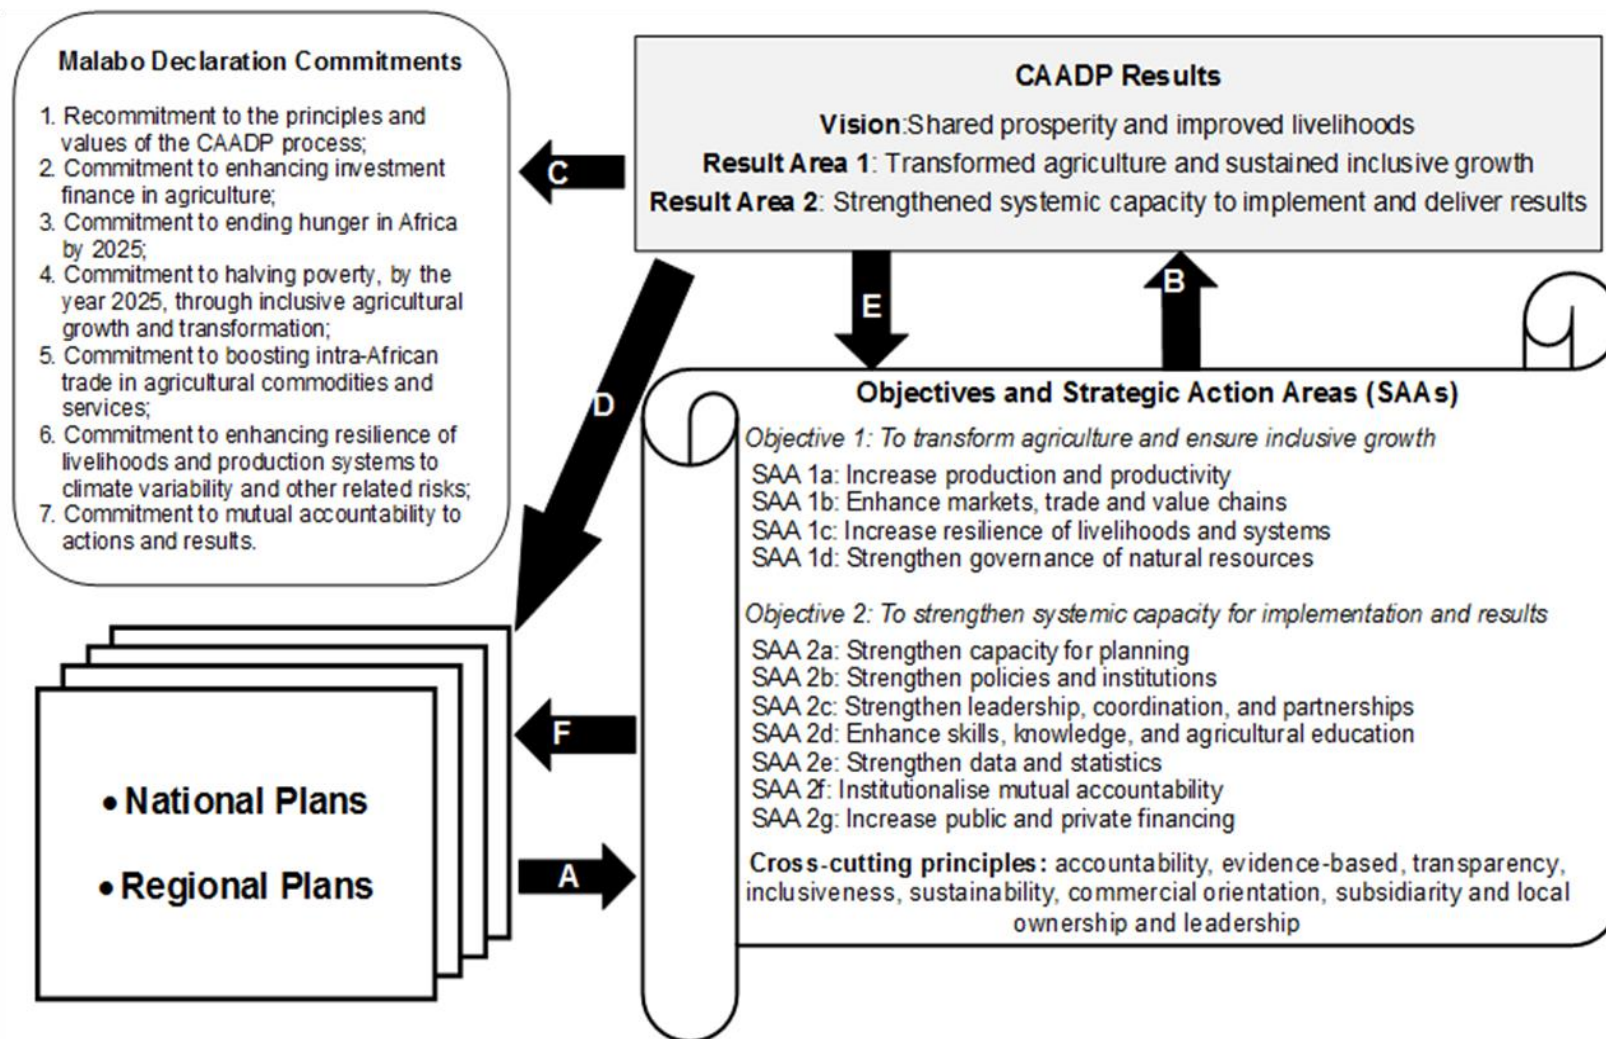 Malabo Declaration Commitments
1. Recommitment to the principles and
values of the CAADP process;
2. Commitment to enhancing investment
finance in agriculture;
3. Commitment to ending hunger in Africa
by 2025;
4. Commitment to halving poverty, by the
year 2025, through inclusive agricultural
growth and transformation;
5. Commitment to boosting intra-African
trade in agricultural commodities and
services;
6. Commitment to enhancing resilience of
livelihoods and production systems to
climate variability and other related risks;
7. Commitment to mutual accountability to
actions and results.
C
CAADP Results
Vision:Shared prosperity and improved livelihoods
Result Area 1: Transformed agriculture and sustained inclusive growth
Result Area 2: Strengthened systemic capacity to implement and deliver results
D
E
B
Objectives and Strategic Action Areas (SAAs)
Objective 1: To transform agriculture and ensure inclusive growth
SAA 1a: Increase production and productivity
SAA 1b: Enhance markets, trade and value chains
SAA 1c: Increase resilience of livelihoods and systems
SAA 1d: Strengthen governance of natural resources
Objective 2: To strengthen systemic capacity for implementation and results
SAA 2a: Strengthen capacity for planning
SAA 2b: Strengthen policies and institutions
SAA 2c: Strengthen leadership, coordination, and partnerships
SAA 2d: Enhance skills, knowledge, and agricultural education
SAA 2e: Strengthen data and statistics
SAA 2f: Institutionalise mutual accountability
SAA 2g: Increase public and private financing
Cross-cutting principles: accountability, evidence-based, transparency,
inclusiveness, sustainability, commercial orientation, subsidiarity and local
ownership and leadership
F
A
• National Plans
• Regional Plans